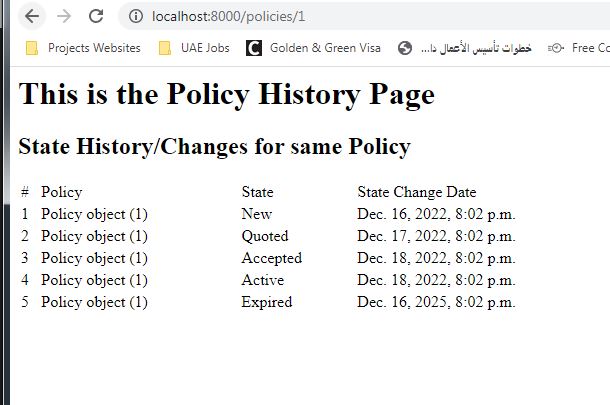 localhost:8000/policies/1
Projects Websites UAE Jobs Golden & Green Visa خطوات تأسيس الأعمال دا... Free Co
This is the Policy History Page
State History/Changes for same Policy
# Policy State State Change Date
1 Policy object (1) New Dec. 16, 2022, 8:02 p.m.
2 Policy object (1) Quoted Dec. 17, 2022, 8:02 p.m.
3 Policy object (1) Accepted Dec. 18, 2022, 8:02 p.m.
4 Policy object (1) Active Dec. 18, 2022, 8:02 p.m.
5 Policy object (1) Expired Dec. 16, 2025, 8:02 p.m.